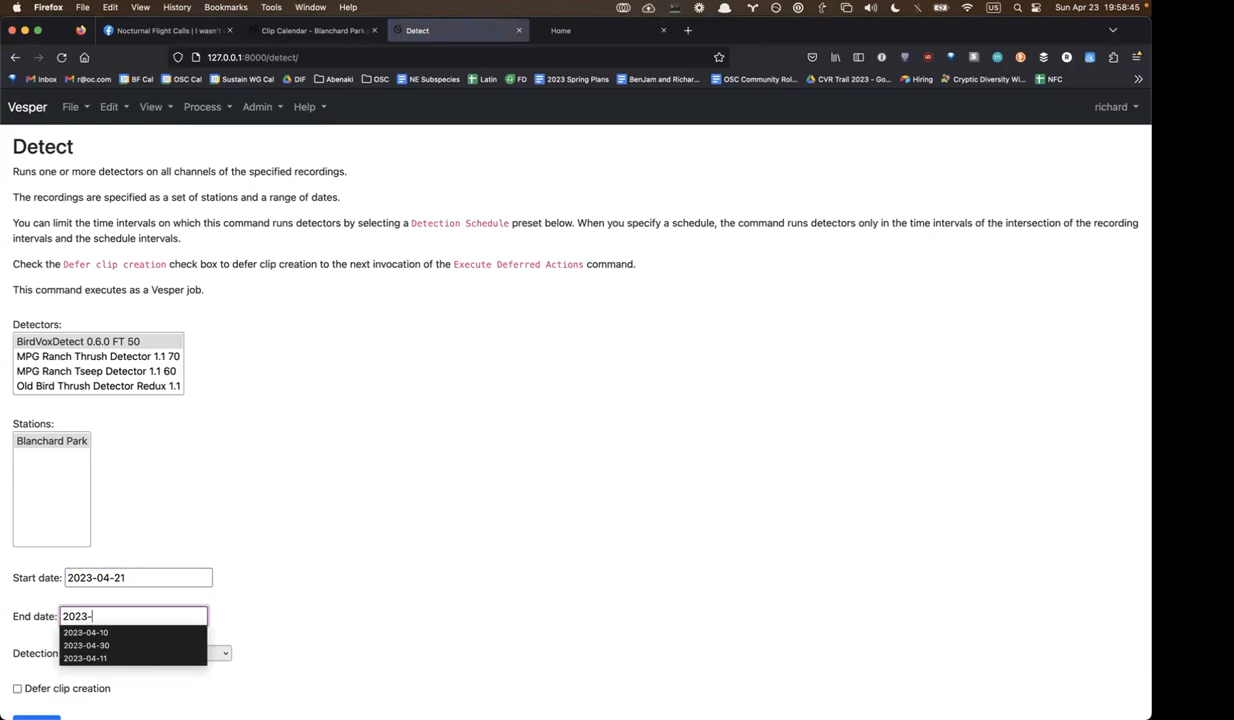 Firefox File Edit View History Bookmarks Tools Window Help US Sun Apr 23 19:58:45
Nocturnal Flight Calls | I wasn't Clip Calendar - Blanchard Park, Detect Home
127.0.0.1:8000/detect/
Inbox r@oc.com BF Cal OSC Cal Sustain WG Cal DIF Abenaki OSC NE Subspecies Latin FD 2023 Spring Plans BenJam and Richar... OSC Community Rol... CVR Trail 2023 - Go... Hiring Cryptic Diversity Wi... NFC
Vesper File Edit View Process Admin Help richard
Detect
Runs one or more detectors on all channels of the specified recordings.
The recordings are specified as a set of stations and a range of dates.
You can limit the time intervals on which this command runs detectors by selecting a Detection Schedule preset below. When you specify a schedule, the command runs detectors only in the time intervals of the intersection of the recording
intervals and the schedule intervals.
Check the Defer clip creation check box to defer clip creation to the next invocation of the Execute Deferred Actions command.
This command executes as a Vesper job.
Detectors:
BirdVoxDetect 0.6.0 FT 50
MPG Ranch Thrush Detector 1.1 70
MPG Ranch Tseep Detector 1.1 60
Old Bird Thrush Detector Redux 1.1
Stations:
Blanchard Park
Start date: 2023-04-21
End date: 2023-
2023-04-10
2023-04-30
Detection 2023-04-11
Defer clip creation